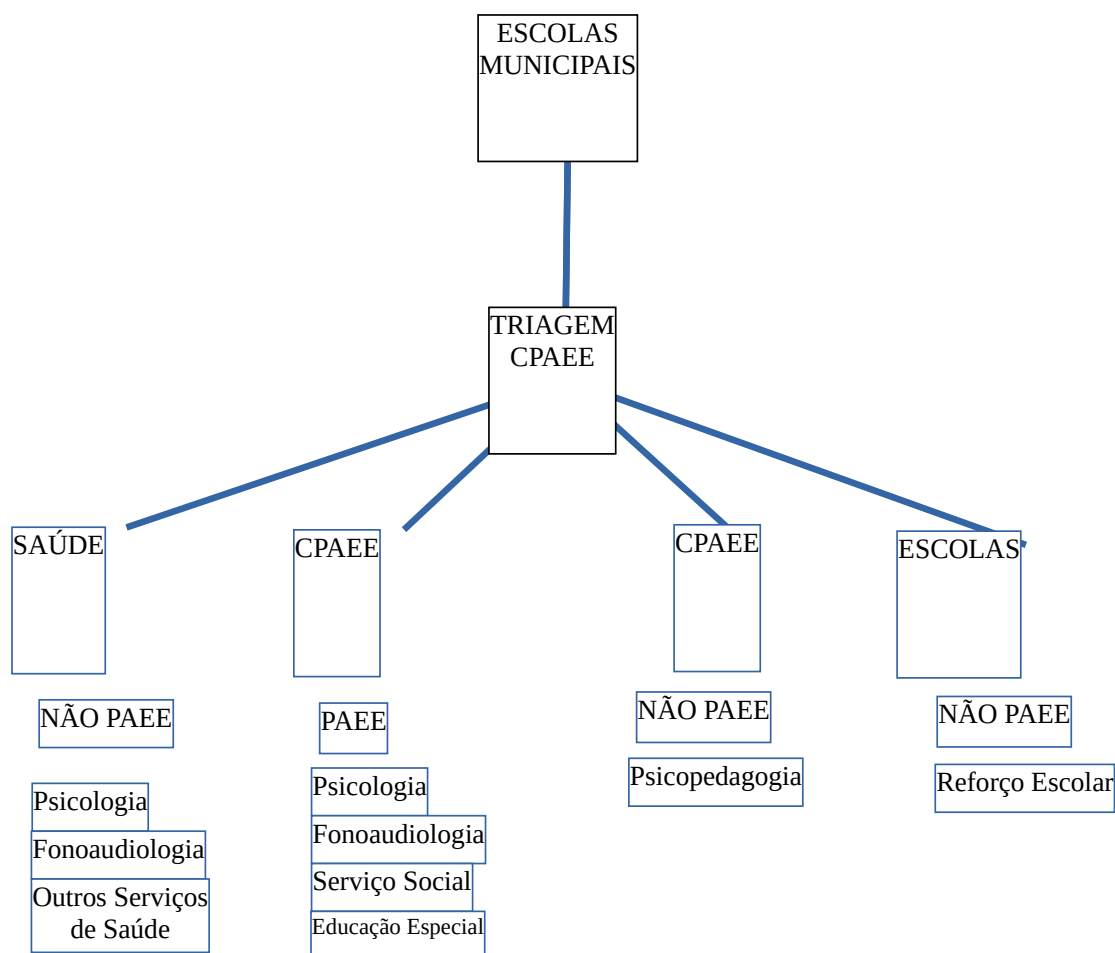 ESCOLAS
MUNICIPAIS
TRIAGEM
CPAEE
SAÚDE
CPAEE
CPAEE
ESCOLAS
NÃO PAEE
PAEE
NÃO PAEE
NÃO PAEE
Psicologia
Fonoaudiologia
Outros Serviços
de Saúde
Psicologia
Fonoaudiologia
Serviço Social
Educação Especial
Psicopedagogia
Reforço Escolar